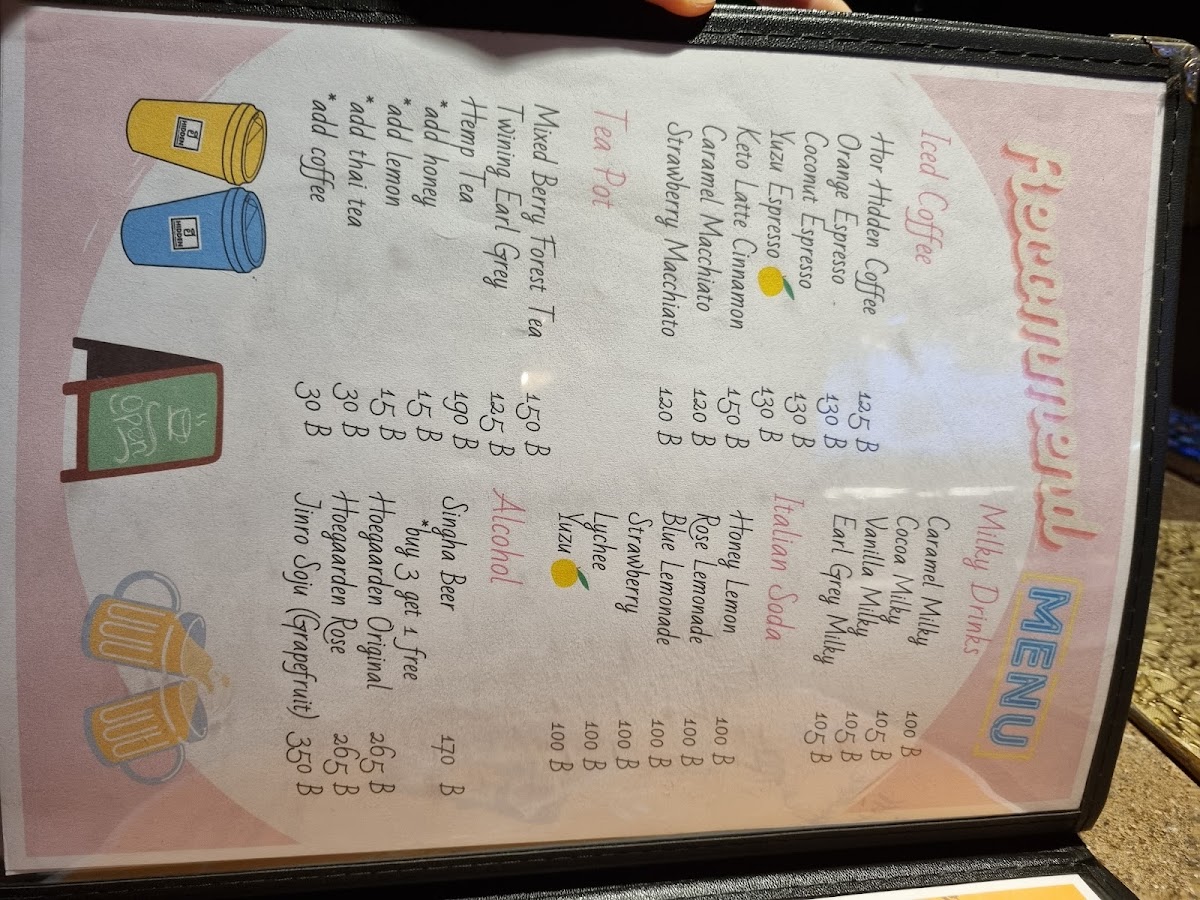 Recommend MENU
Iced Coffee
Hor Hidden Coffee 125 B
Orange Espresso 130 B
Coconut Espresso 130 B
Yuzu Espresso 130 B
Keto Latte Cinnamon 150 B
Caramel Macchiato 120 B
Strawberry Macchiato 120 B
Tea Pot
Mixed Berry Forest Tea 150 B
Twining Earl Grey 125 B
Hemp Tea 190 B
*add honey 15 B
*add lemon 15 B
*add thai tea 30 B
*add coffee 30 B
Milky Drinks
Caramel Milky 100 B
Cocoa Milky 105 B
Vanilla Milky 105 B
Earl Grey Milky 105 B
Italian Soda
Honey Lemon 100 B
Rose Lemonade 100 B
Blue Lemonade 100 B
Strawberry 100 B
Lychee 100 B
Yuzu 100 B
Alcohol
Singha Beer 170 B
*buy 3 get 1 free
Hoegaarden Original 265 B
Hoegaarden Rose 265 B
Jinro Soju (Grapefruit) 350 B
HIDDEN
HIDDEN
open